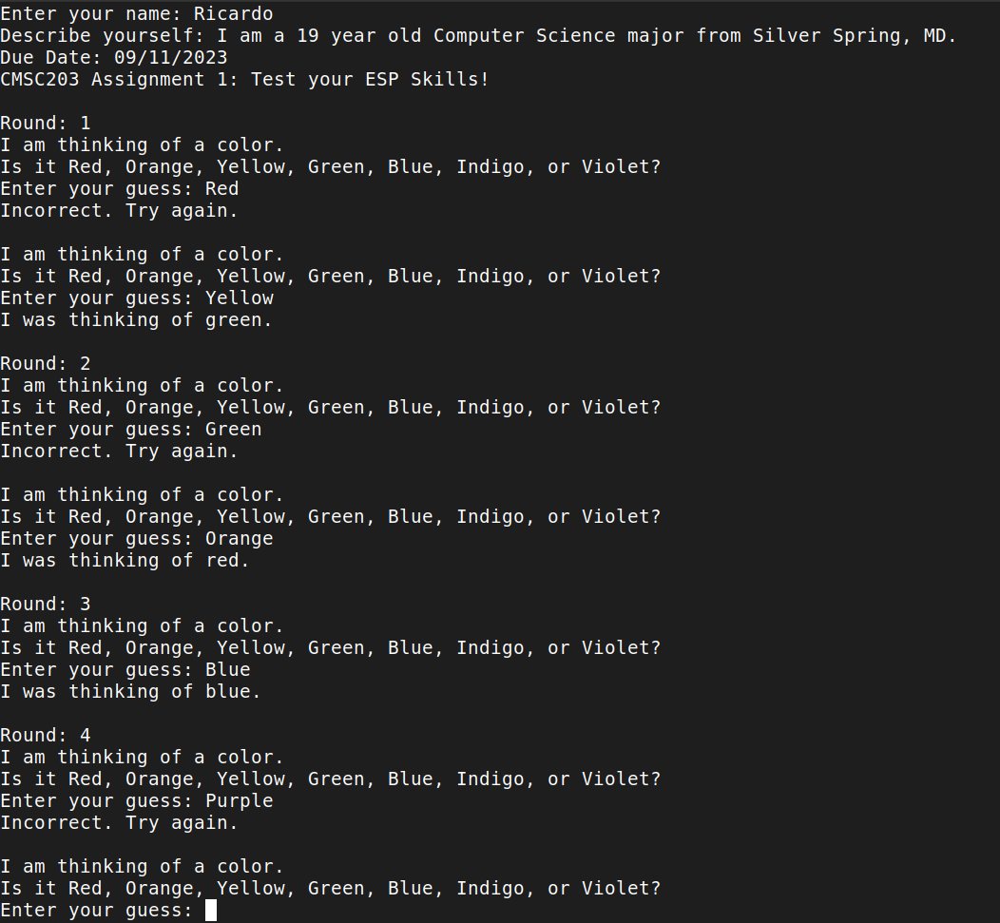 Enter your name: Ricardo
Describe yourself: I am a 19 year old Computer Science major from Silver Spring, MD.
Due Date: 09/11/2023
CMSC203 Assignment 1: Test your ESP Skills!
Round: 1
I am thinking of a color.
Is it Red, Orange, Yellow, Green, Blue, Indigo, or Violet?
Enter your guess: Red
Incorrect. Try again.
I am thinking of a color.
Is it Red, Orange, Yellow, Green, Blue, Indigo, or Violet?
Enter your guess: Yellow
I was thinking of green.
Round: 2
I am thinking of a color.
Is it Red, Orange, Yellow, Green, Blue, Indigo, or Violet?
Enter your guess: Green
Incorrect. Try again.
I am thinking of a color.
Is it Red, Orange, Yellow, Green, Blue, Indigo, or Violet?
Enter your guess: Orange
I was thinking of red.
Round: 3
I am thinking of a color.
Is it Red, Orange, Yellow, Green, Blue, Indigo, or Violet?
Enter your guess: Blue
I was thinking of blue.
Round: 4
I am thinking of a color.
Is it Red, Orange, Yellow, Green, Blue, Indigo, or Violet?
Enter your guess: Purple
Incorrect. Try again.
I am thinking of a color.
Is it Red, Orange, Yellow, Green, Blue, Indigo, or Violet?
Enter your guess: